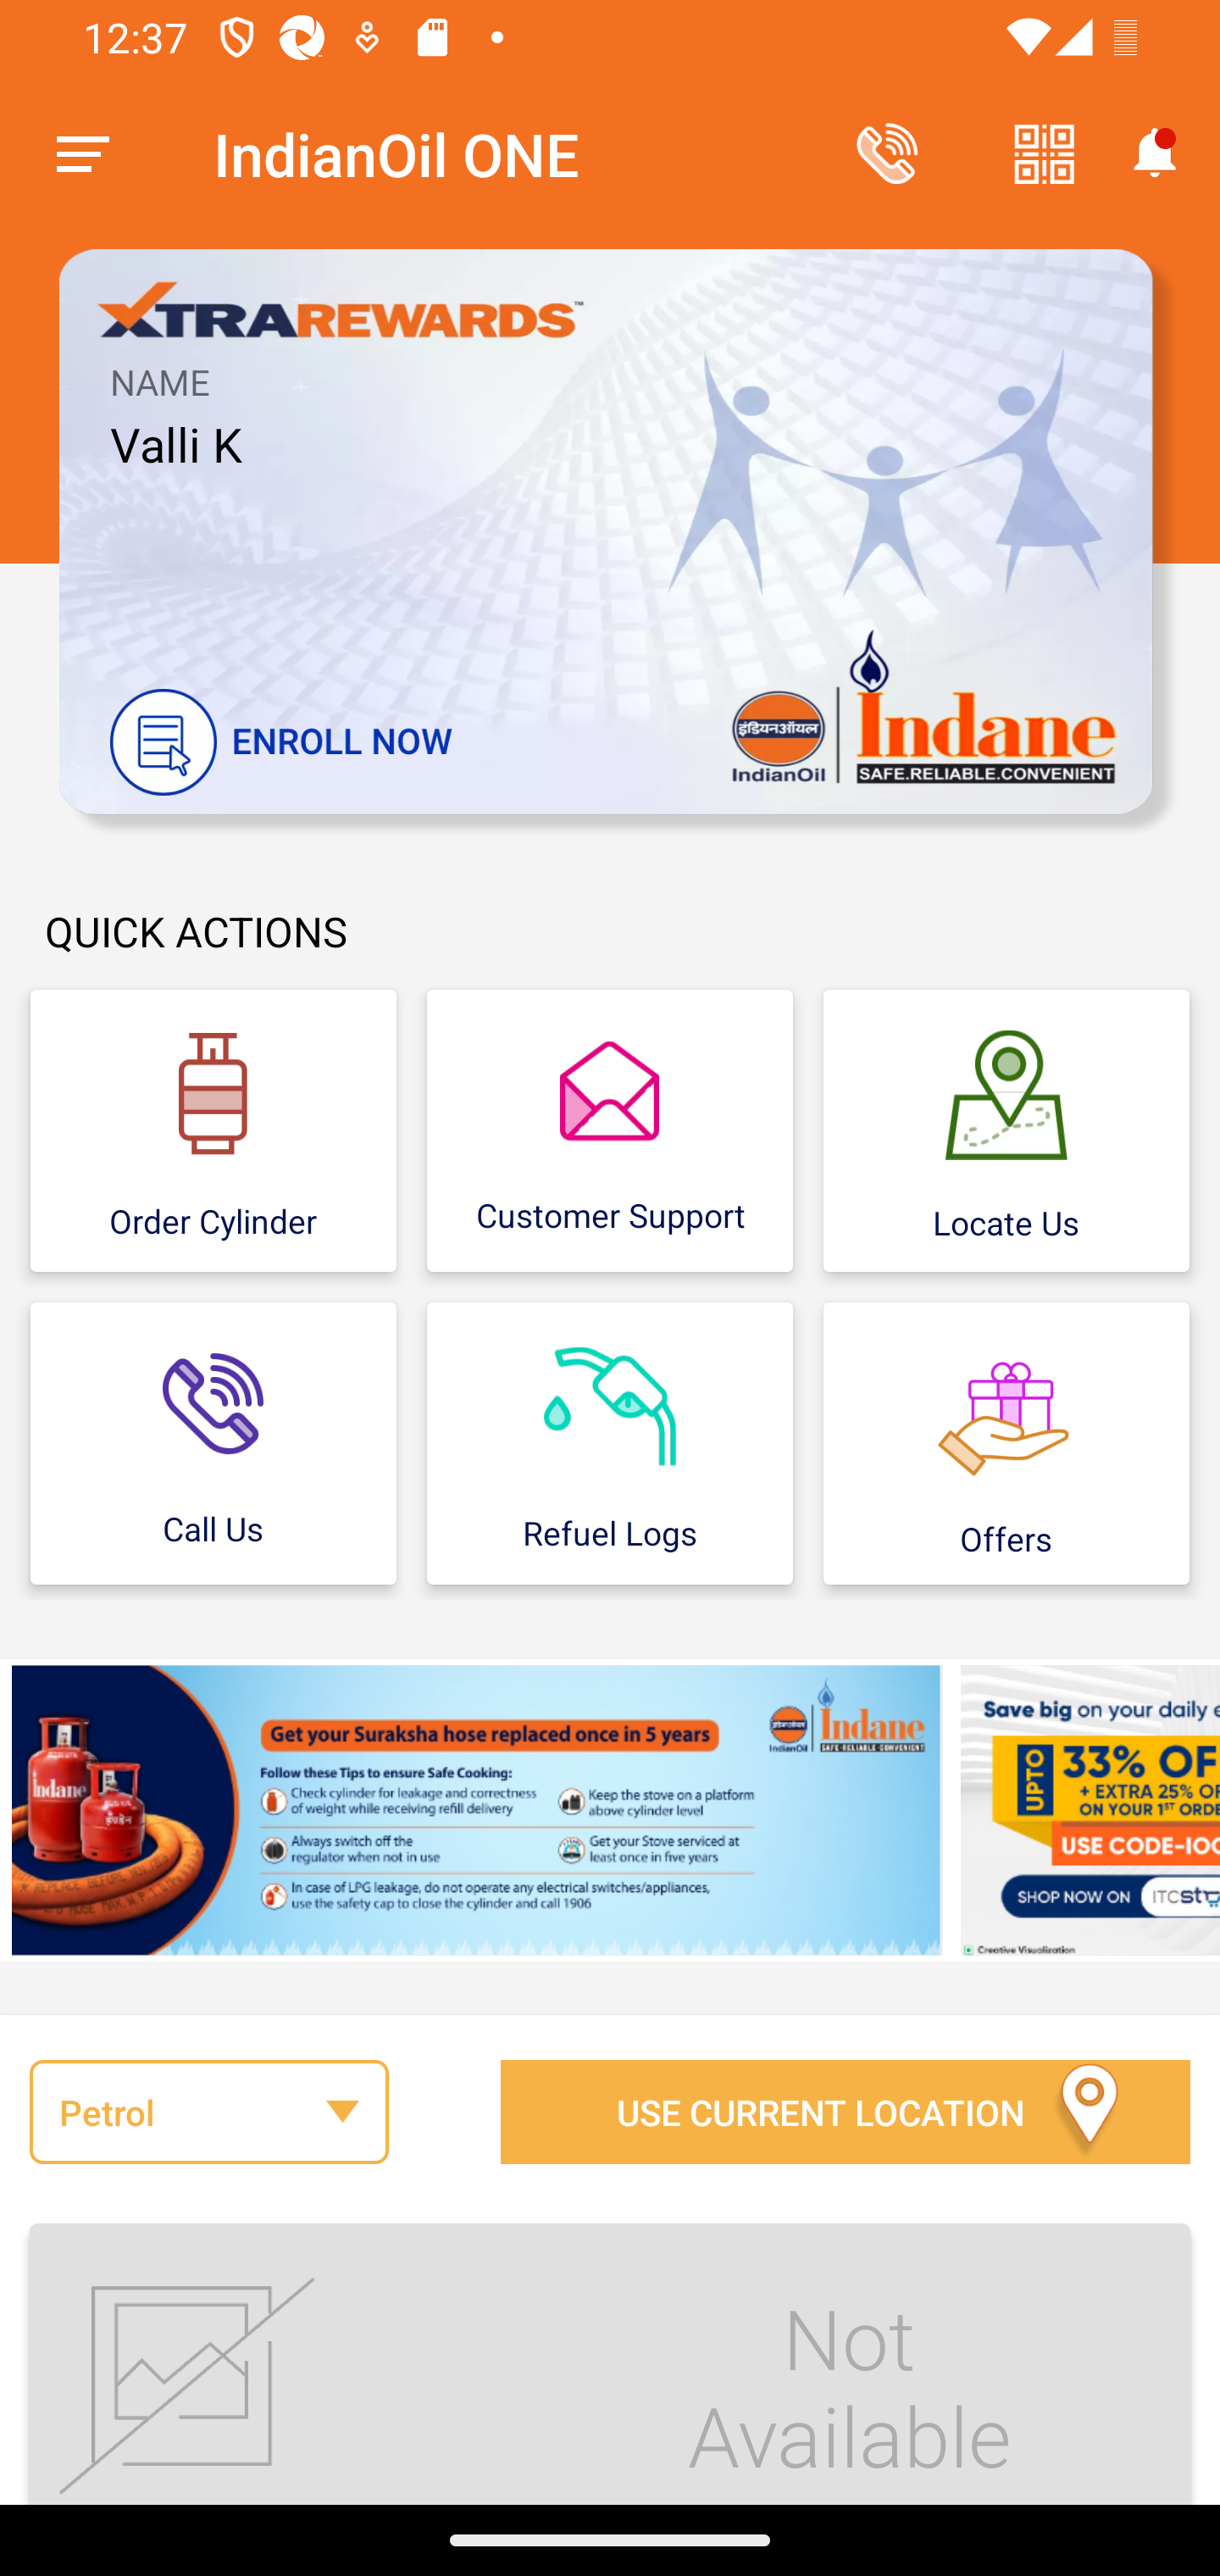 12:37
IndianOil ONE
XTRAREWARDS™
NAME
Valli K
ENROLL NOW
इंडियनऑयल
IndianOil
Indane
SAFE.RELIABLE.CONVENIENT
QUICK ACTIONS
Order Cylinder
Customer Support
Locate Us
Call Us
Refuel Logs
Offers
Get your Suraksha hose replaced once in 5 years
Indane
IndianOil
SAFE·RELIABLE·CONVENIENT
Follow these Tips to ensure Safe Cooking:
Check cylinder for leakage and correctness
of weight while receiving refill delivery
Keep the stove on a platform
above cylinder level
Always switch off the
regulator when not in use
Get your Stove serviced at
least once in five years
In case of LPG leakage, do not operate any electrical switches/appliances,
use the safety cap to close the cylinder and call 1906
Indane
इण्डेन
Save big on your daily e
UPTO
33% OF
+ EXTRA 25% OF
ON YOUR 1ST ORDE
USE CODE-IOC
SHOP NOW ON ITCst
Creative Visualization
Petrol
USE CURRENT LOCATION
Not
Available